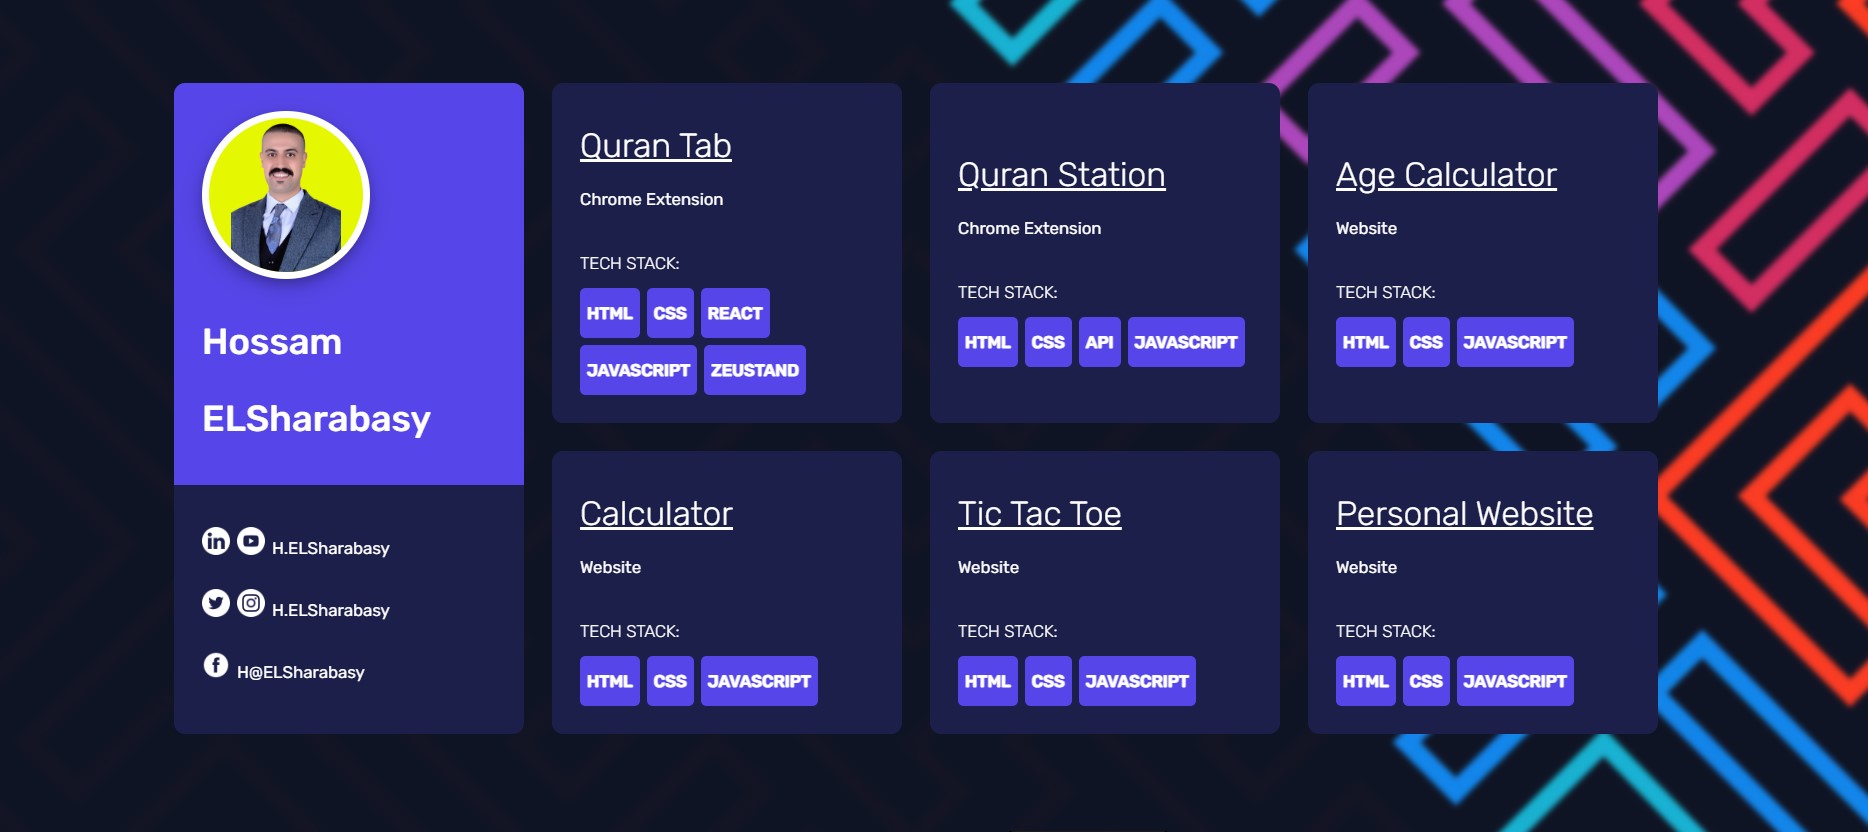 Hossam
ELSharabasy
H.ELSharabasy
H.ELSharabasy
H@ELSharabasy
Quran Tab
Chrome Extension
TECH STACK:
HTML CSS REACT
JAVASCRIPT ZEUSTAND
Quran Station
Chrome Extension
TECH STACK:
HTML CSS API JAVASCRIPT
Age Calculator
Website
TECH STACK:
HTML CSS JAVASCRIPT
Calculator
Website
TECH STACK:
HTML CSS JAVASCRIPT
Tic Tac Toe
Website
TECH STACK:
HTML CSS JAVASCRIPT
Personal Website
Website
TECH STACK:
HTML CSS JAVASCRIPT